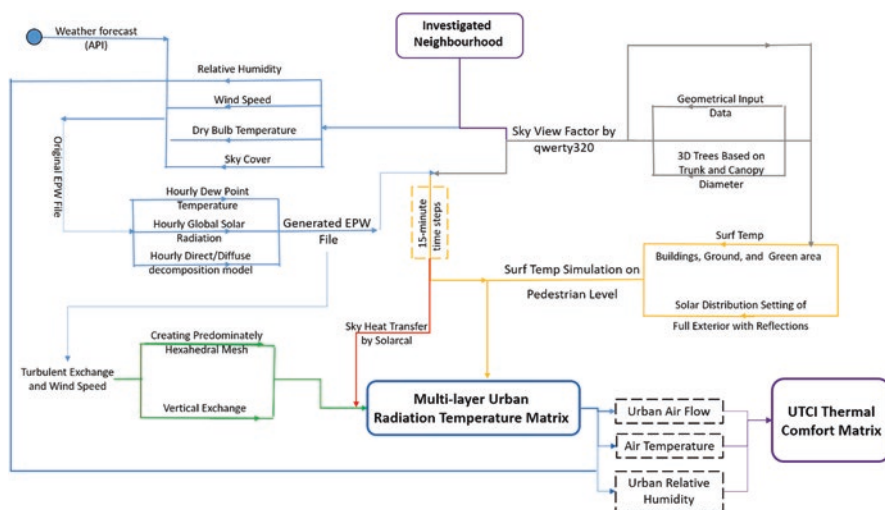 Weather forecast
(API)
Investigated
Neighbourhood
Relative Humidity
Wind Speed
Dry Bulb Temperature
Sky Cover
Original EPW File
Sky View Factor by
qwerty320
Geometrical Input
Data
3D Trees Based on
Trunk and Canopy
Diameter
Hourly Dew Point
Temperature
Hourly Global Solar
Radiation
Hourly Direct/Diffuse
decomposition model
Generated EPW
File
15-minute
time steps
Surf Temp
Buildings, Ground, and Green area
Surf Temp Simulation on
Pedestrian Level
Solar Distribution Setting of
Full Exterior with Reflections
Sky Heat Transfer
by Solarcal
Creating Predominately
Hexahedral Mesh
Turbulent Exchange
and Wind Speed
Vertical Exchange
Multi-layer Urban
Radiation Temperature Matrix
Urban Air Flow
Air Temperature
Urban Relative
Humidity
UTCI Thermal
Comfort Matrix